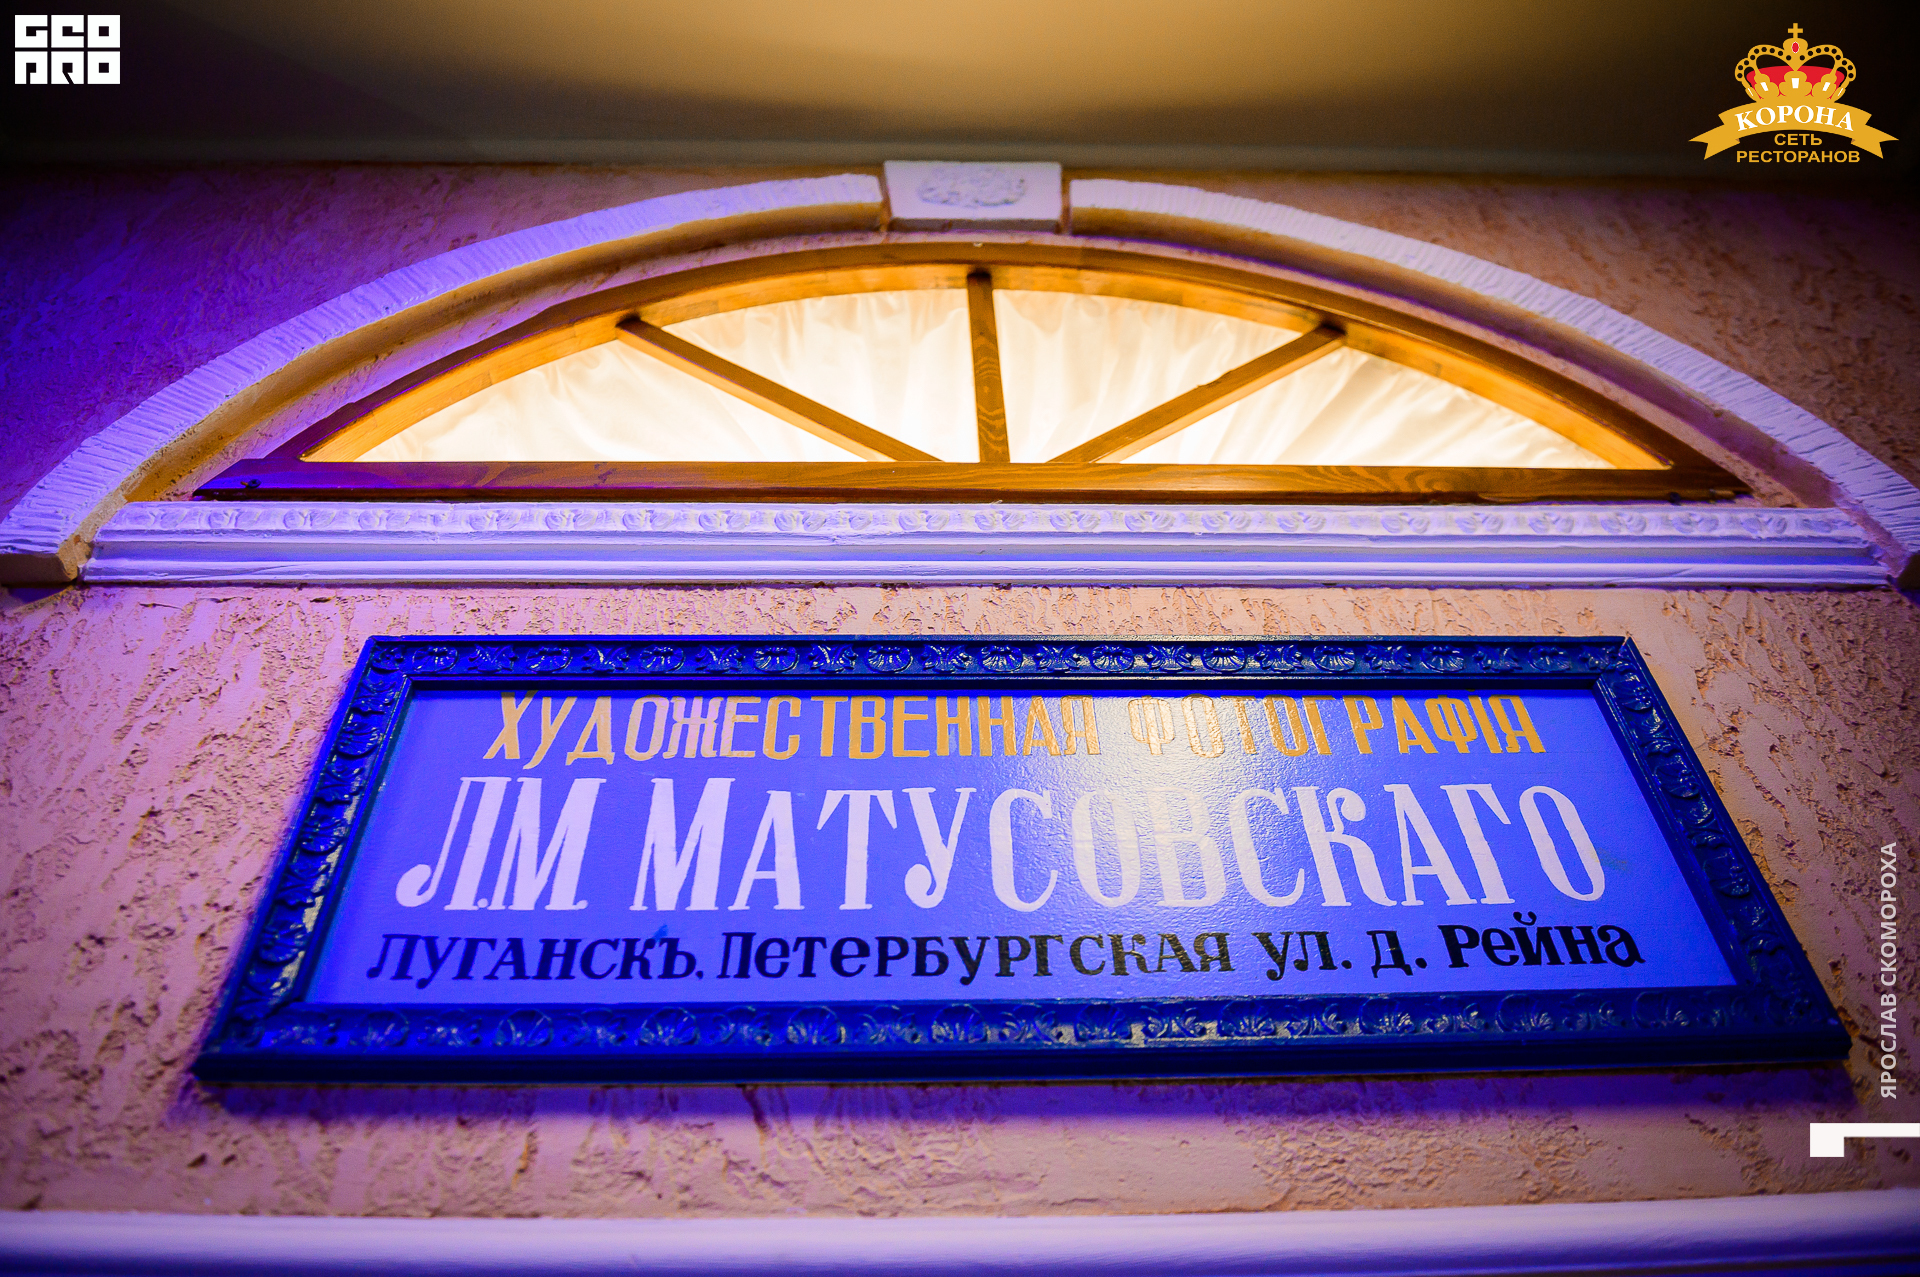 GEO
PRO
КОРОНА
СЕТЬ
РЕСТОРАНОВ
ХУДОЖЕСТВЕННАЯ ФОТОГРАФІЯ
Л.М. МАТУСОВСКАГО
ЛУГАНСКЪ. ПЕТЕРБУРГСКАЯ УЛ. Д. РЕЙНА
ЯРОСЛАВ СКОМОРОХА